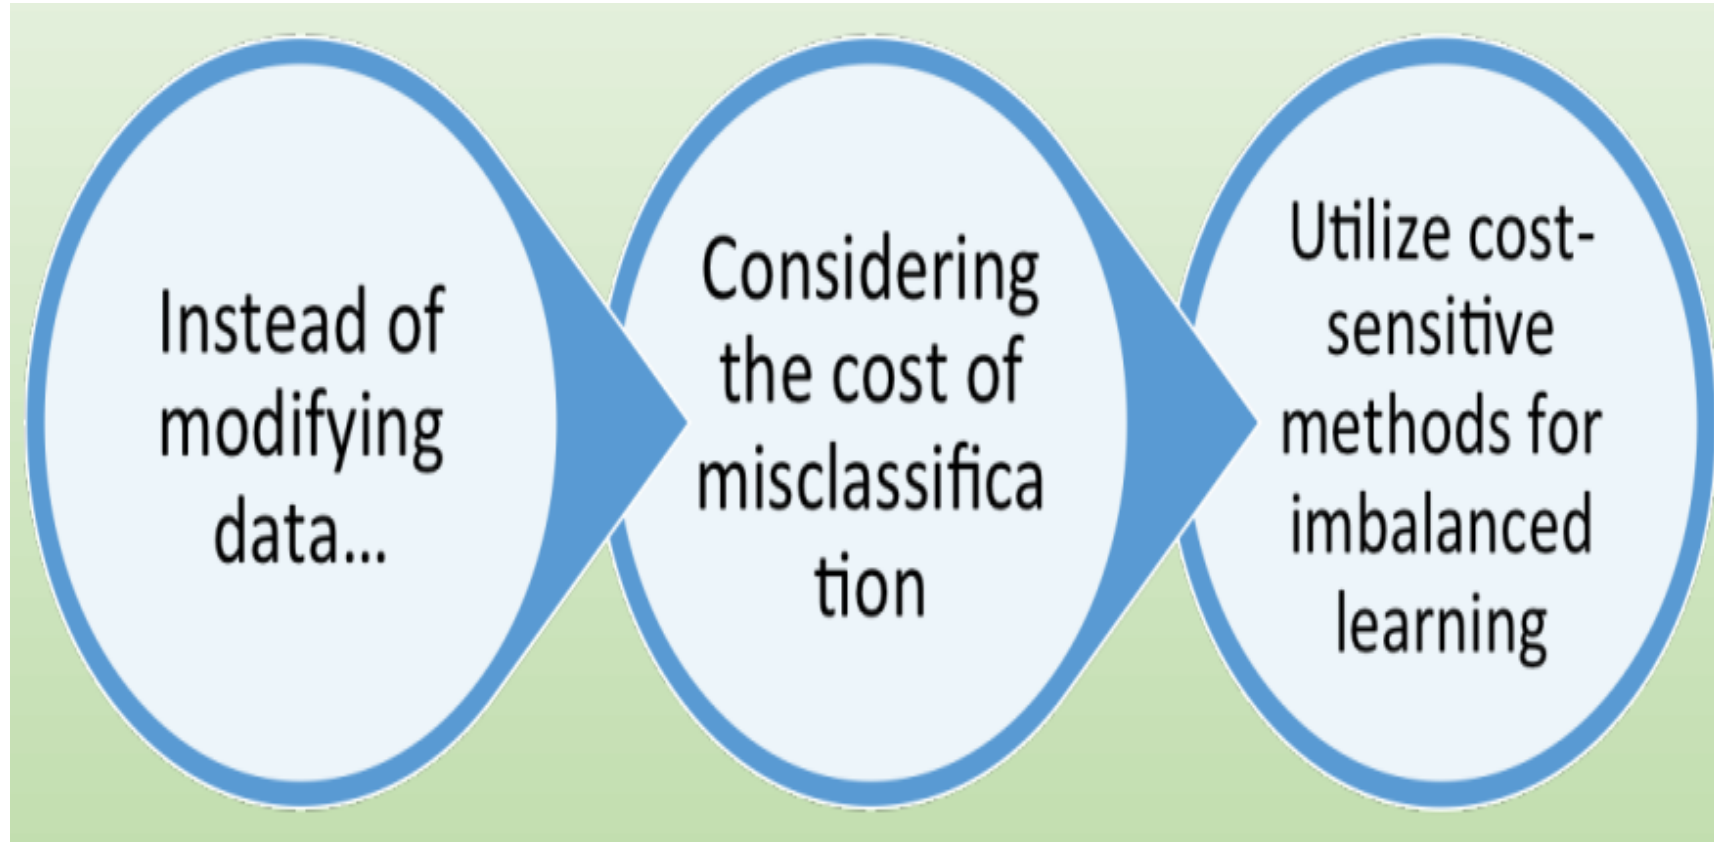 Instead of
modifying
data...
Considering
the cost of
misclassifica
tion
Utilize cost-
sensitive
methods for
imbalanced
learning